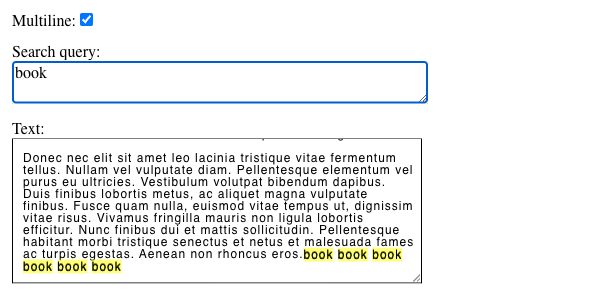 Multiline:
Search query:
book
Text:
Donec nec elit sit amet leo lacinia tristique vitae fermentum
tellus. Nullam vel vulputate diam. Pellentesque elementum vel
purus eu ultricies. Vestibulum volutpat bibendum dapibus.
Duis finibus lobortis metus, ac aliquet magna vulputate
finibus. Fusce quam nulla, euismod vitae tempus ut, dignissim
vitae risus. Vivamus fringilla mauris non ligula lobortis
efficitur. Nunc finibus dui et mattis sollicitudin. Pellentesque
habitant morbi tristique senectus et netus et malesuada fames
ac turpis egestas. Aenean non rhoncus eros.book book book
book book book